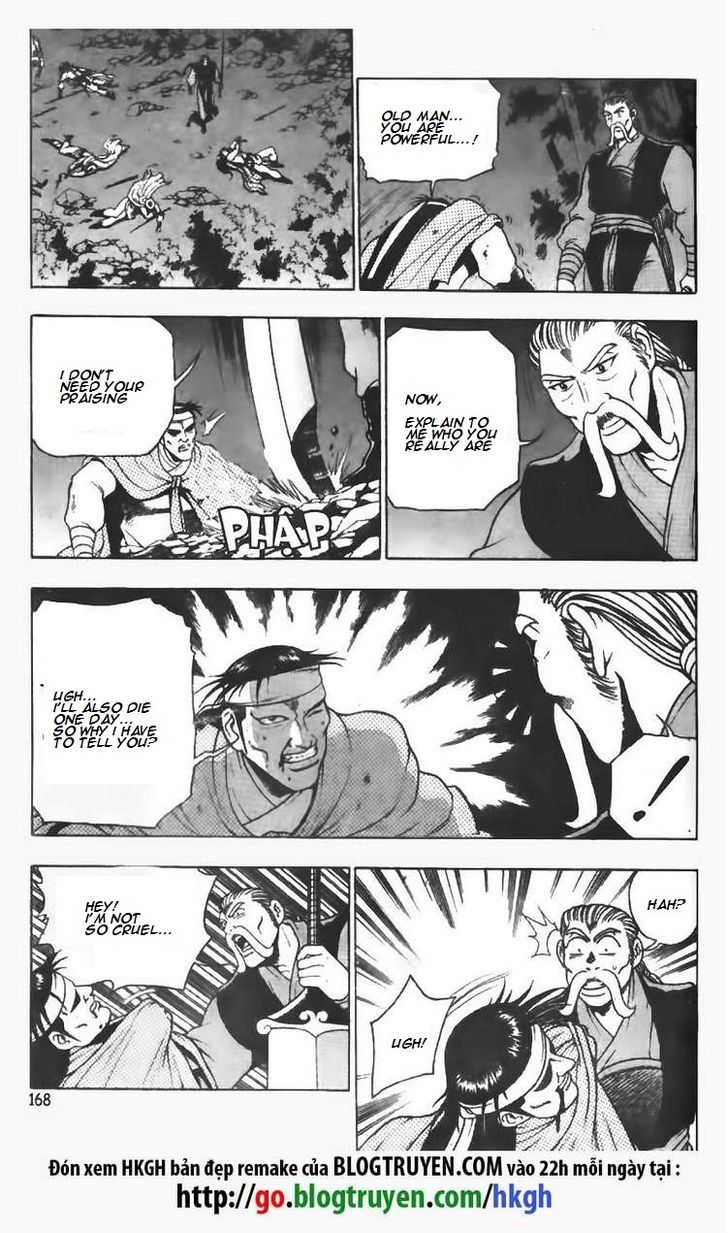 OLD MAN...
YOU ARE
POWERFUL...!
I DON'T
NEED YOUR
PRAISING
PHẬP
NOW,
EXPLAIN TO
ME WHO YOU
REALLY ARE
UGH...
I'LL ALSO DIE
ONE DAY...
SO WHY I HAVE
TO TELL YOU?
!
HEY!
I'M NOT
SO CRUEL...
HAH?
UGH!
168
Đón xem HKGH bản đẹp remake của BLOGTRUYEN.COM vào 22h mỗi ngày tại :
http://go.blogtruyen.com/hkgh